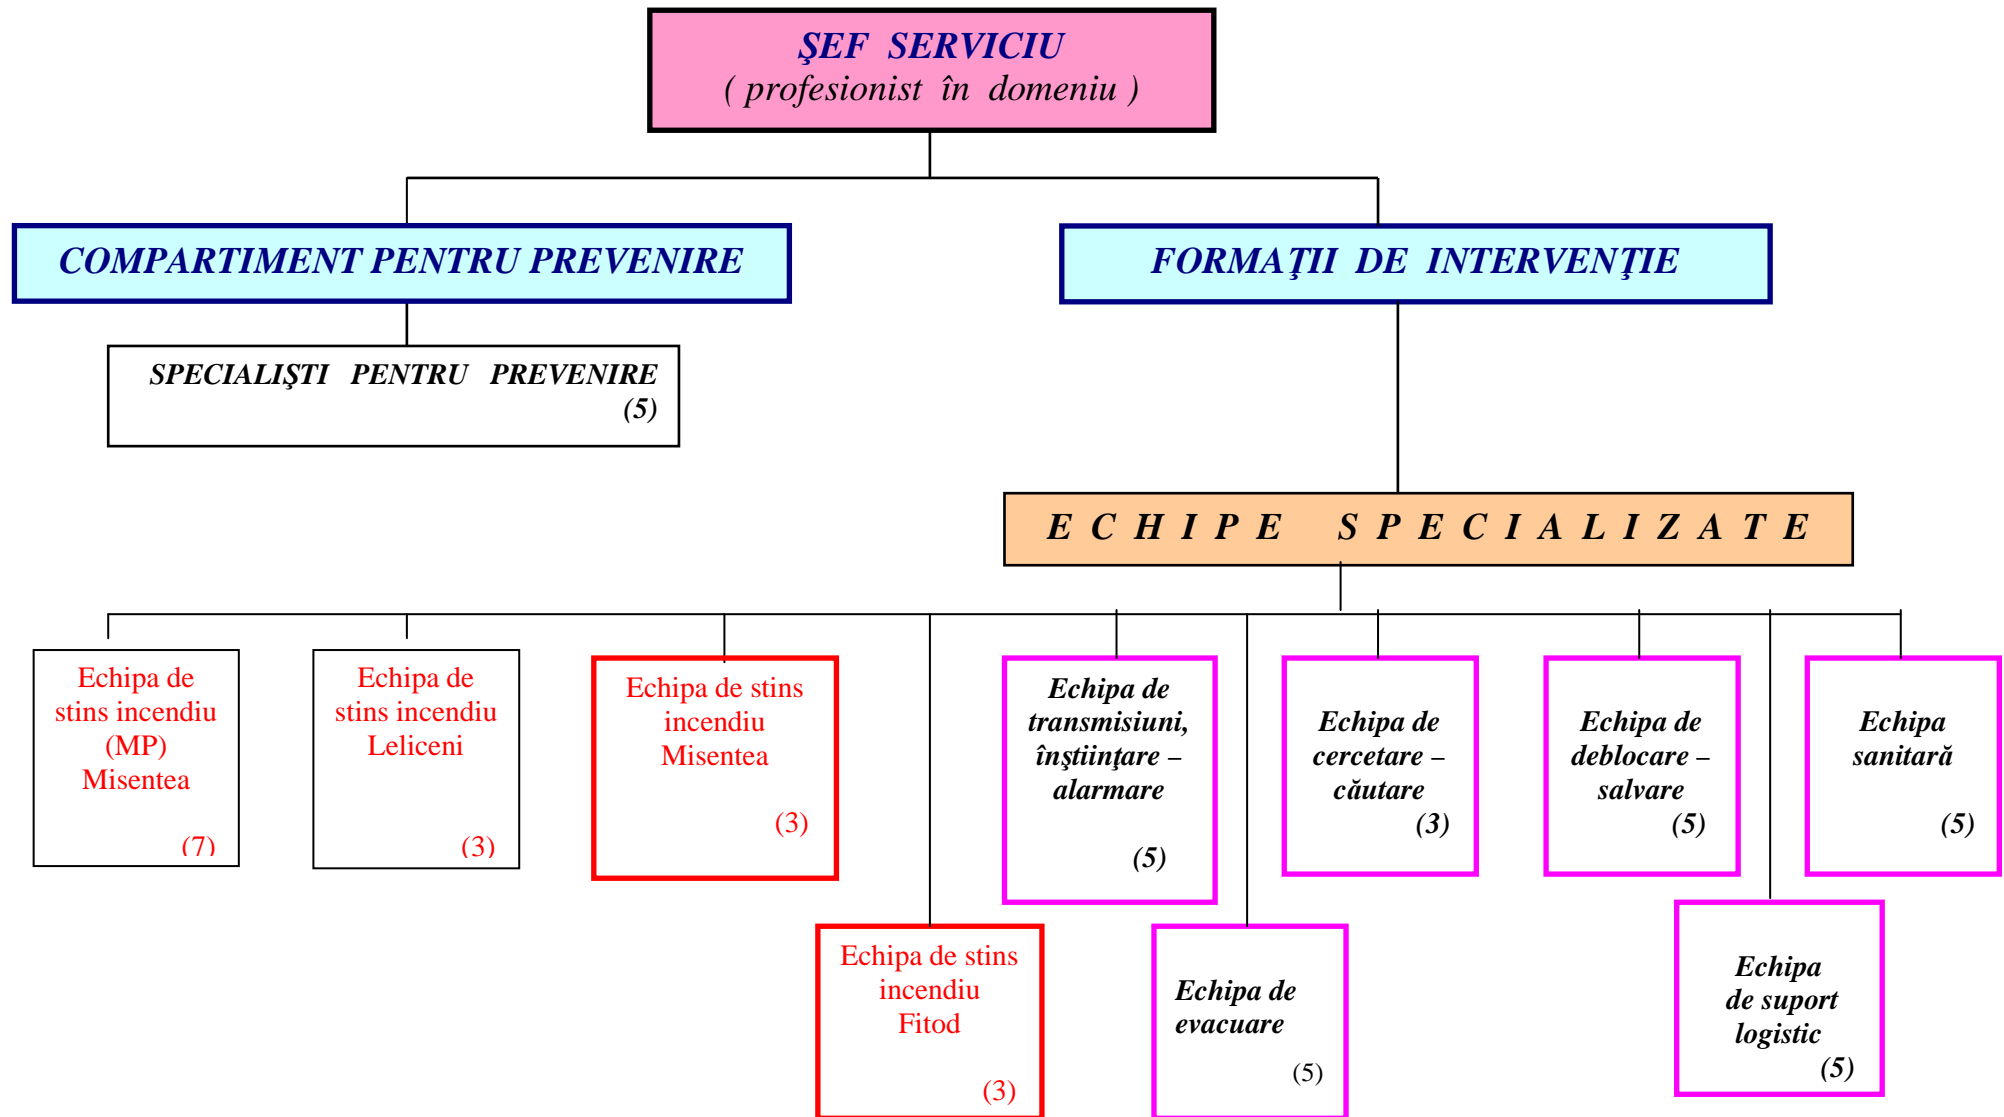 ŞEF SERVICIU
( profesionist în domeniu )
COMPARTIMENT PENTRU PREVENIRE
FORMAŢII DE INTERVENŢIE
SPECIALIŞTI PENTRU PREVENIRE
(5)
E C H I P E S P E C I A L I Z A T E
Echipa de
stins incendiu
(MP)
Misentea
(7)
Echipa de
stins incendiu
Leliceni
(3)
Echipa de stins
incendiu
Misentea
(3)
Echipa de
transmisiuni,
înştiinţare –
alarmare
(5)
Echipa de
cercetare –
căutare
(3)
Echipa de
deblocare –
salvare
(5)
Echipa
sanitară
(5)
Echipa de stins
incendiu
Fitod
(3)
Echipa de
evacuare
(5)
Echipa
de suport
logistic
(5)